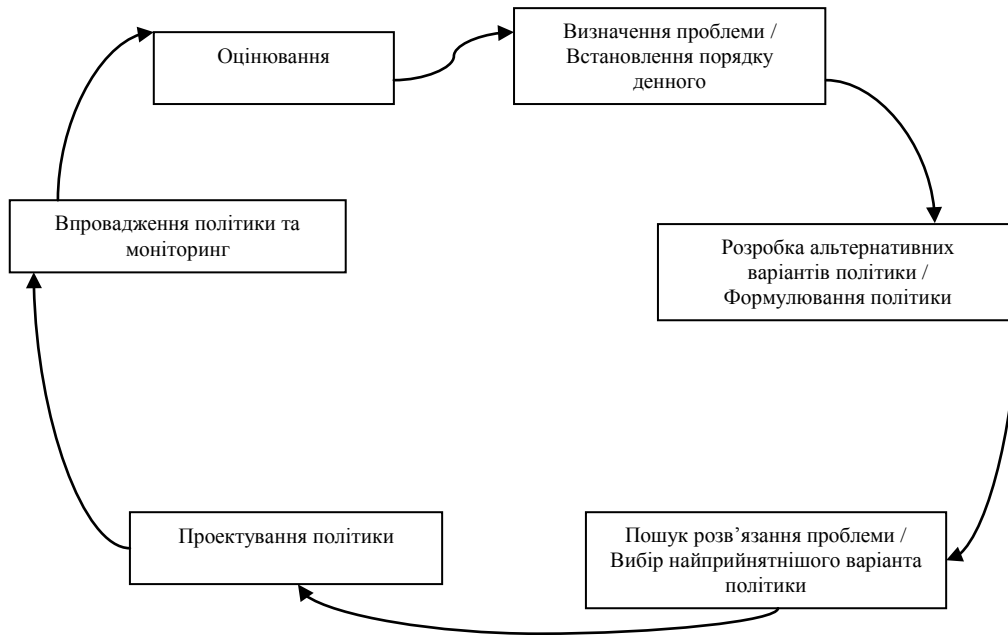 Оцінювання
Визначення проблеми /
Встановлення порядку
денного
Впровадження політики та
моніторинг
Розробка альтернативних
варіантів політики /
Формулювання політики
Проектування політики
Пошук розв’язання проблеми /
Вибір найприйнятнішого варіанта
політики